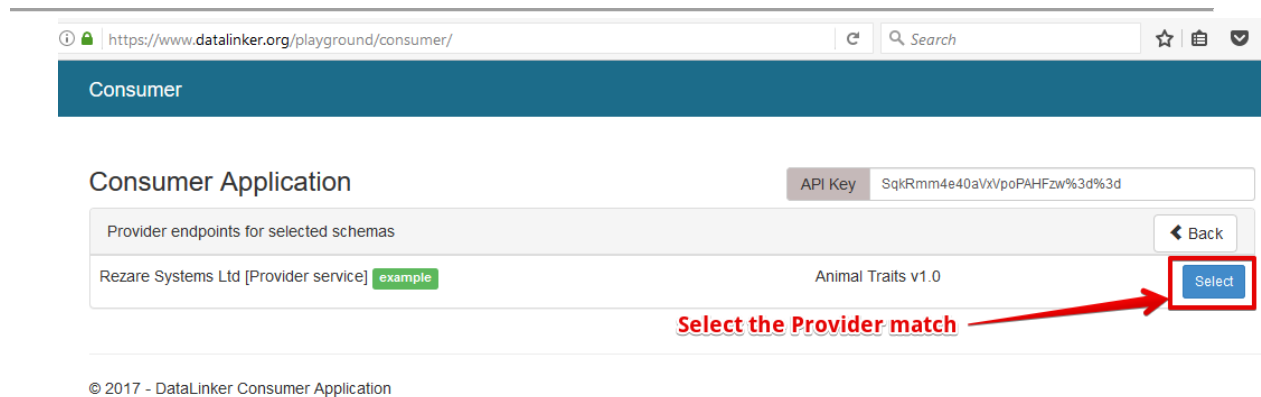 https://www.datalinker.org/playground/consumer/ Search
Consumer
Consumer Application API Key SqkRmm4e40aVxVpoPAHFzw%3d%3d
Provider endpoints for selected schemas Back
Rezare Systems Ltd [Provider service] example Animal Traits v1.0 Select
Select the Provider match
© 2017 - DataLinker Consumer Application